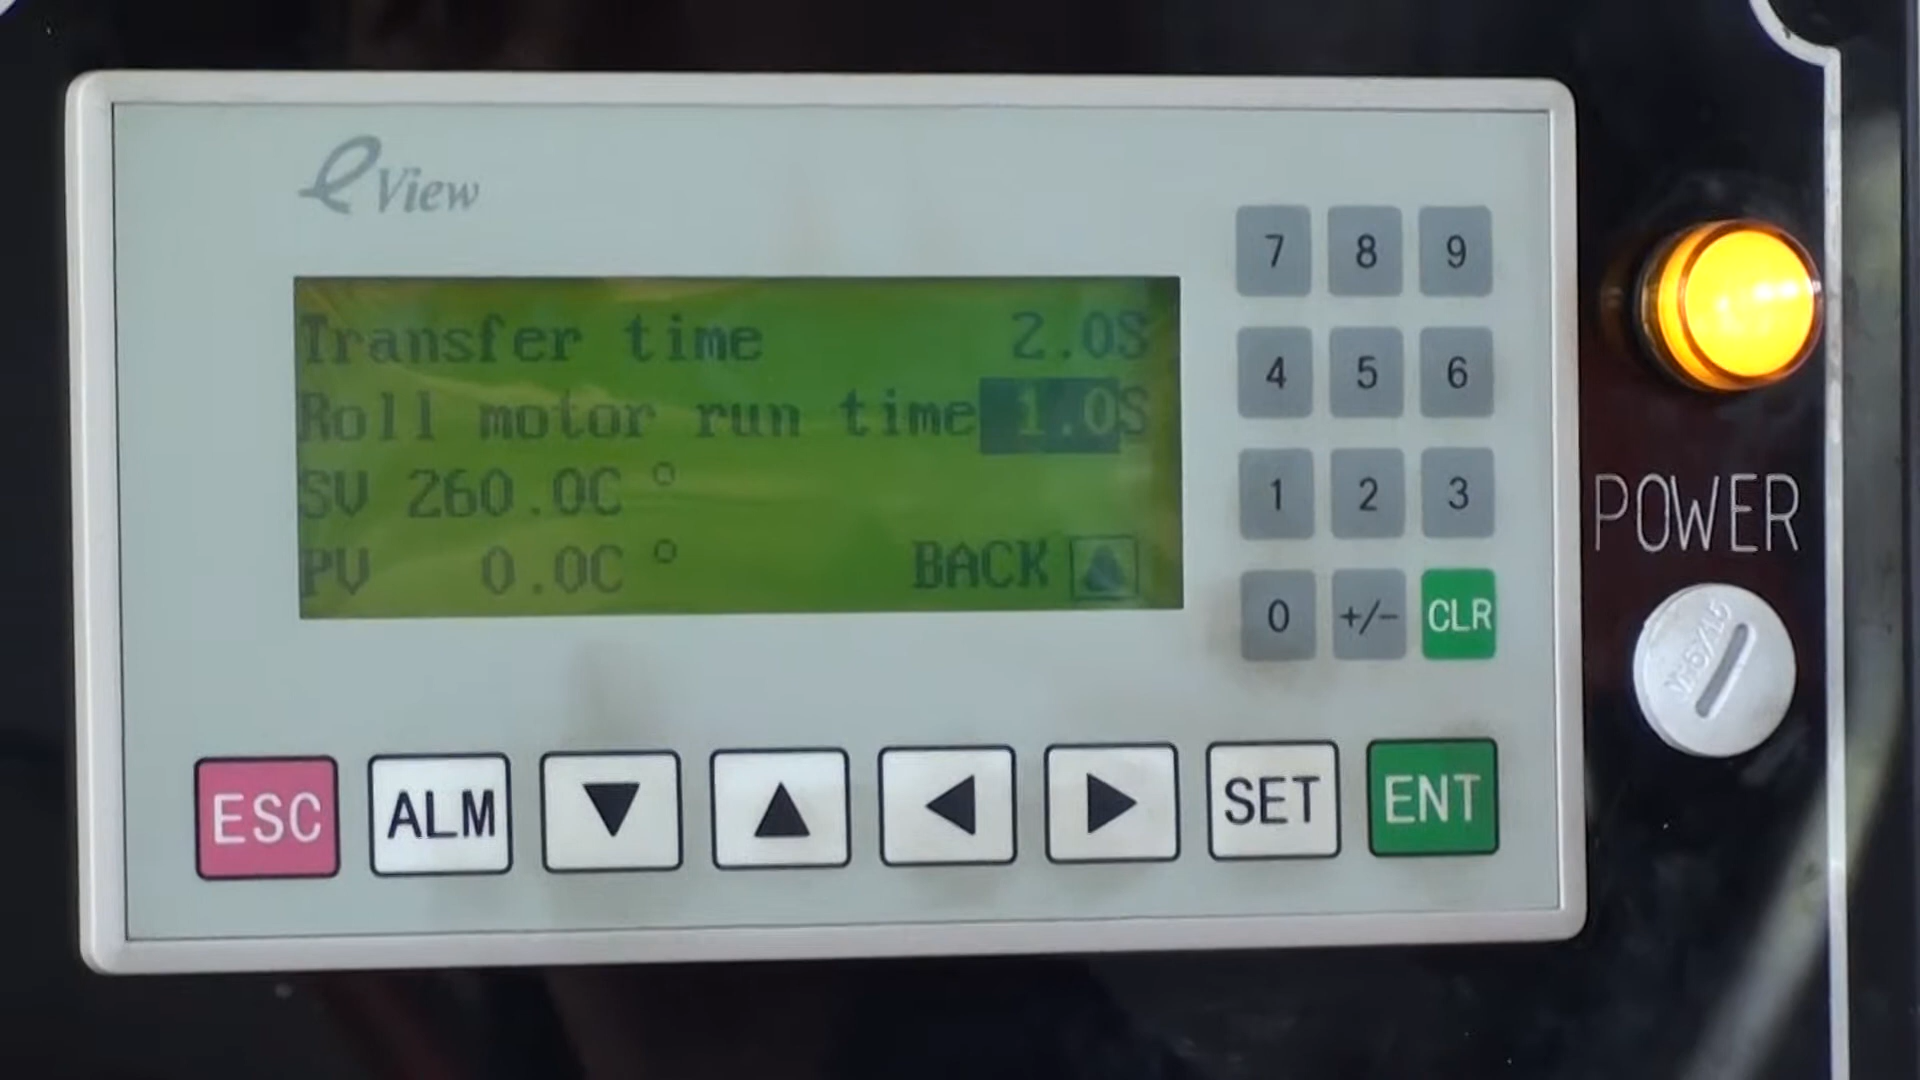 eView
Transfer time 2.0S
Roll motor run time 1.0S
SV 260.0C °
PV 0.0C ° BACK ▲
7 8 9
4 5 6
1 2 3
0 +/- CLR
ESC ALM ▼ ▲ ◀ ▶ SET ENT
POWER